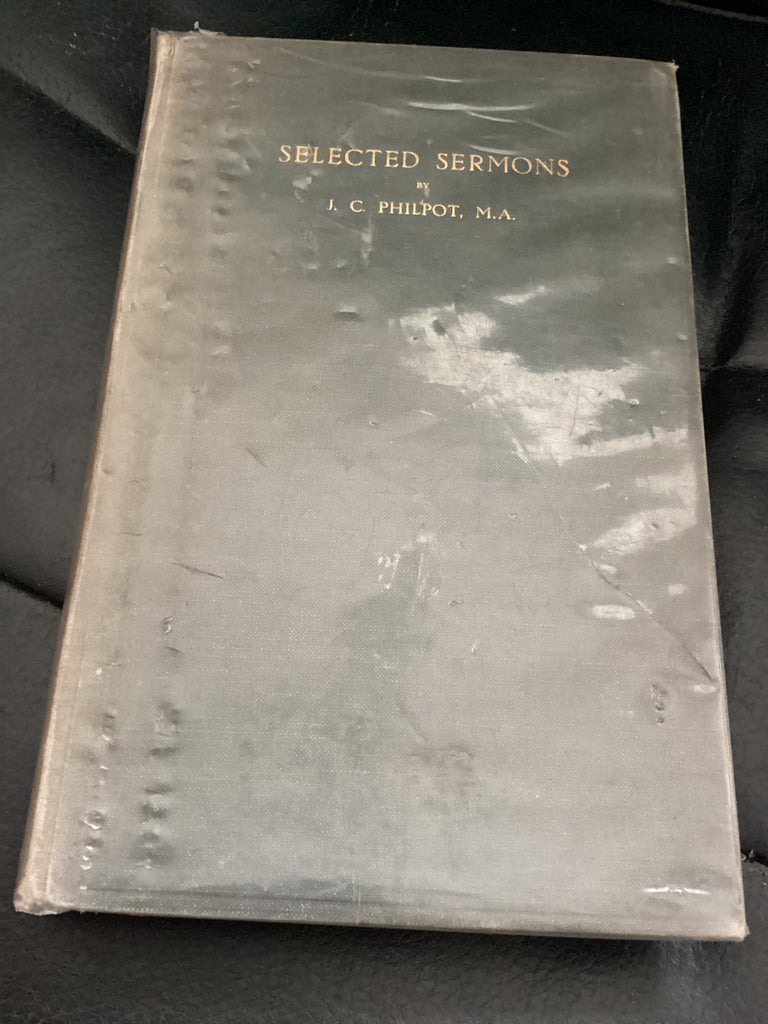 SELECTED SERMONS
BY
J. C. PHILPOT, M.A.